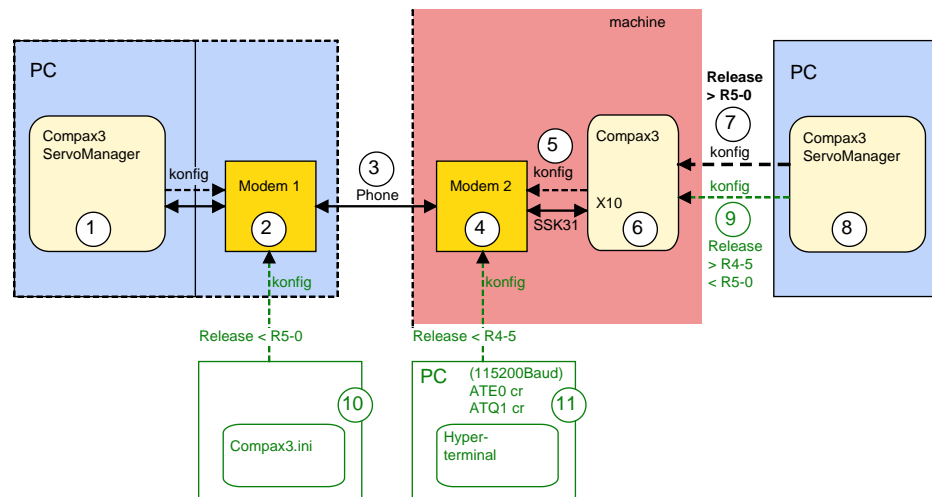 machine
PC
Compax3
ServoManager
1
konfig
Modem 1
2
3
Phone
Modem 2
4
5
konfig
SSK31
Compax3
X10
6
Release
> R5-0
7
konfig
konfig
9
Release
> R4-5
< R5-0
PC
Compax3
ServoManager
8
konfig
Release < R5-0
10
Compax3.ini
konfig
Release < R4-5
PC
(115200Baud)
ATE0 cr
ATQ1 cr
11
Hyper-
terminal